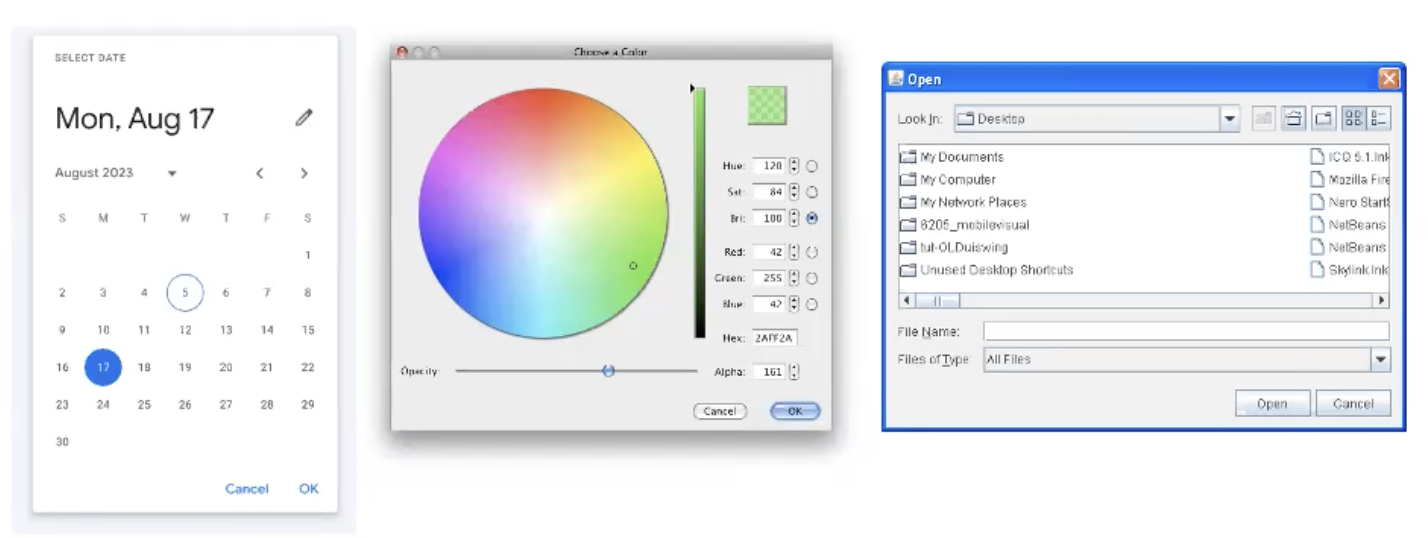 SELECT DATE
Mon, Aug 17
August 2023
S M T W T F S
1
2 3 4 5 6 7 8
9 10 11 12 13 14 15
16 17 18 19 20 21 22
23 24 25 26 27 28 29
30
Cancel OK
Choose a Color
Hue: 120
Sat: 84
Bri: 100
Red: 42
Green: 255
Blue: 42
Hex: 2AFF2A
Opacity: Alpha: 161
Cancel OK
Open
Look In: Desktop
My Documents
My Computer
My Network Places
6205_mobilevisual
tut-OLDuiswing
Unused Desktop Shortcuts
ICQ 5.1.lnk
Mozilla Fire
Nero StartS
NetBeans
NetBeans
Skylink.lnk
File Name:
Files of Type: All Files
Open Cancel